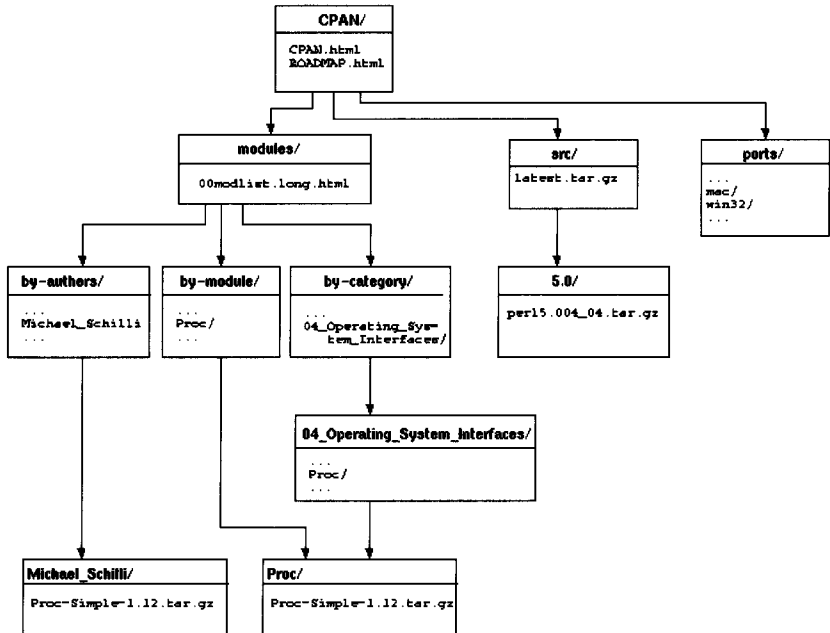 CPAN/
CPAN.html
ROADMAP.html
modules/
00modlist.long.html
src/
latest.tar.gz
ports/
...
mac/
win32/
...
by-authers/
...
Michael_Schilli
...
by-module/
...
Proc/
...
by-category/
...
04_Operating_Sys-
tem_Interfaces/
5.0/
perl5.004_04.tar.gz
04_Operating_System_Interfaces/
...
Proc/
...
Michael_Schilli/
Proc-Simple-1.12.tar.gz
Proc/
Proc-Simple-1.12.tar.gz